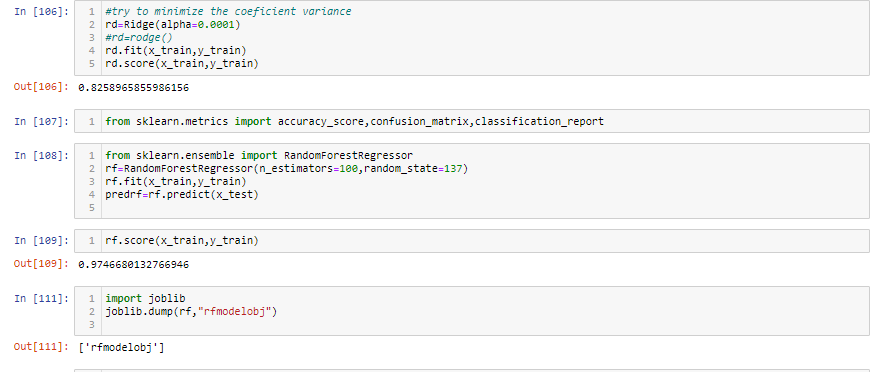 In [106]:
1 #try to minimize the coeficient variance
2 rd=Ridge(alpha=0.0001)
3 #rd=rodge()
4 rd.fit(x_train,y_train)
5 rd.score(x_train,y_train)
Out[106]: 0.8258965855986156
In [107]:
1 from sklearn.metrics import accuracy_score,confusion_matrix,classification_report
In [108]:
1 from sklearn.ensemble import RandomForestRegressor
2 rf=RandomForestRegressor(n_estimators=100,random_state=137)
3 rf.fit(x_train,y_train)
4 predrf=rf.predict(x_test)
5
In [109]:
1 rf.score(x_train,y_train)
Out[109]: 0.9746680132766946
In [111]:
1 import joblib
2 joblib.dump(rf,"rfmodelobj")
3
Out[111]: ['rfmodelobj']